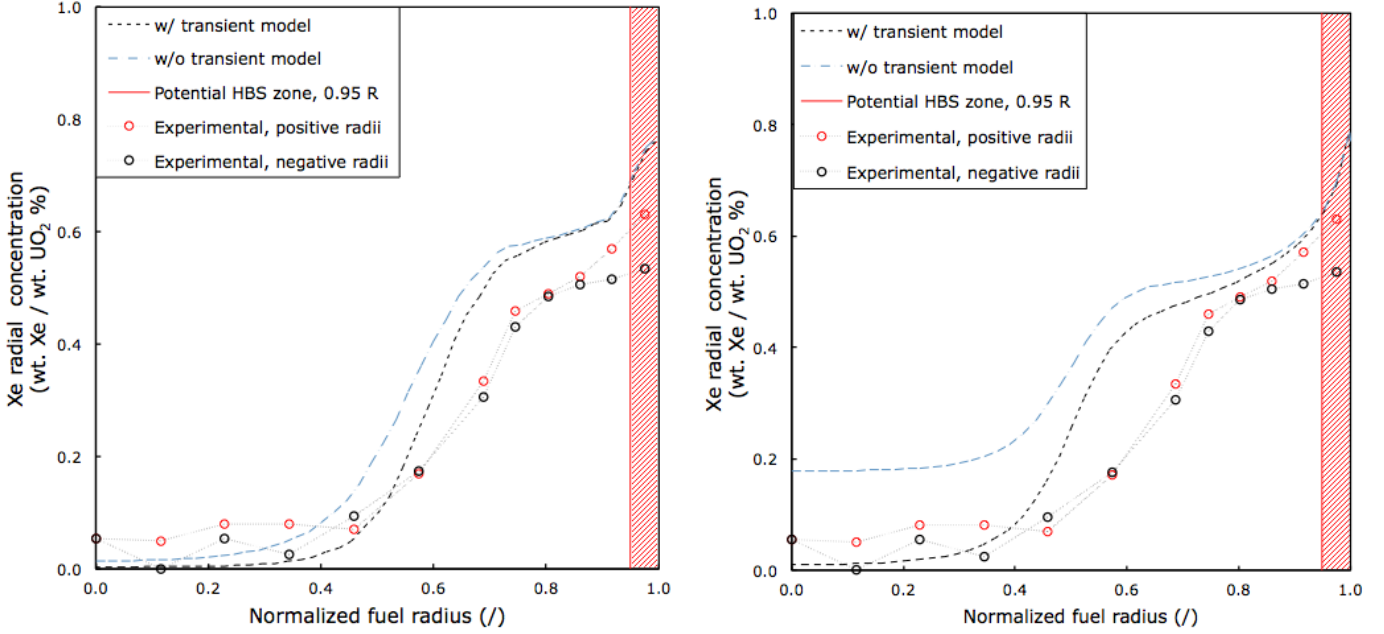 w/ transient model
w/o transient model
Potential HBS zone, 0.95 R
Experimental, positive radii
Experimental, negative radii
Xe radial concentration
(wt. Xe / wt. UO₂ %)
1.0
0.8
0.6
0.4
0.2
0.0
0.0 0.2 0.4 0.6 0.8 1.0
Normalized fuel radius (/)
w/ transient model
w/o transient model
Potential HBS zone, 0.95 R
Experimental, positive radii
Experimental, negative radii
Xe radial concentration
(wt. Xe / wt. UO₂ %)
1.0
0.8
0.6
0.4
0.2
0.0
0.0 0.2 0.4 0.6 0.8 1.0
Normalized fuel radius (/)